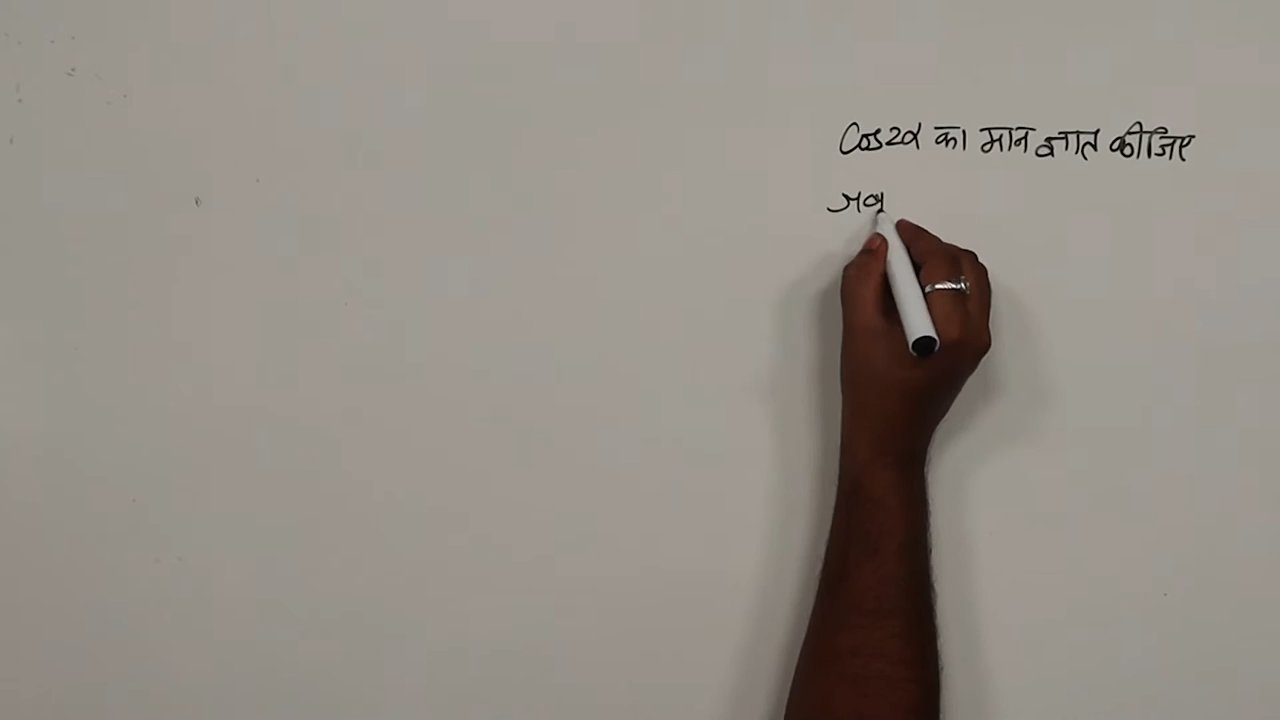 Cos2α का मान ज्ञात कीजिए
जब